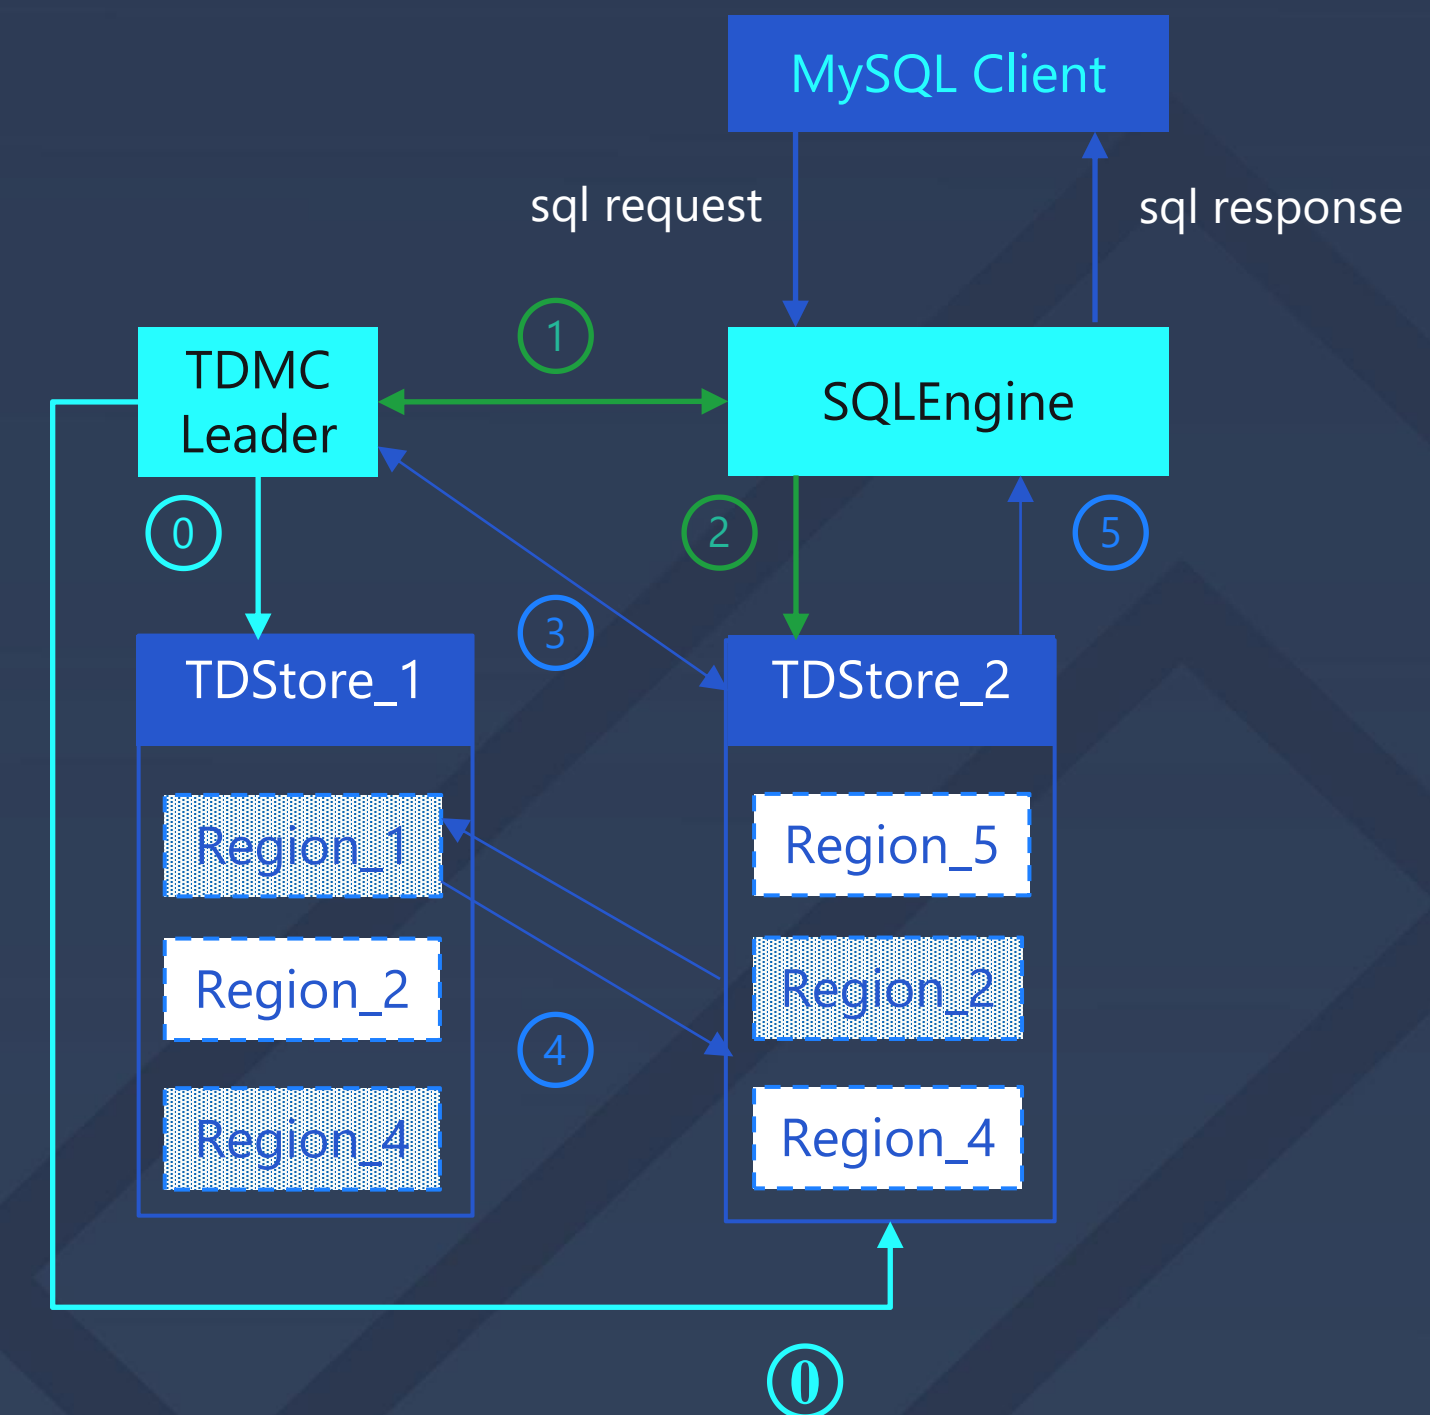 MySQL Client
sql request
sql response
1
TDMC
Leader
SQLEngine
0
2
5
3
TDStore_1
TDStore_2
Region_1
Region_5
Region_2
Region_2
4
Region_4
Region_4
0